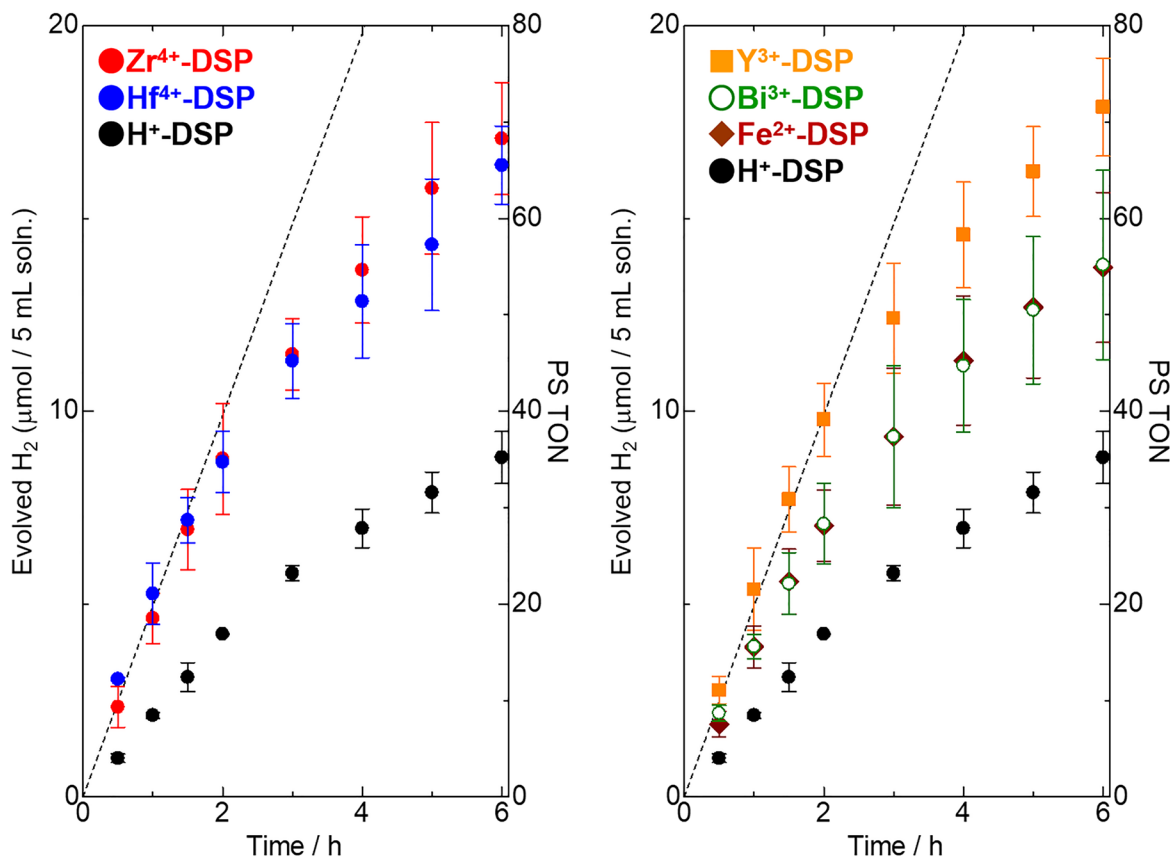 20
10
0
Evolved H₂ (μmol / 5 mL soln.)
Zr⁴⁺-DSP
Hf⁴⁺-DSP
H⁺-DSP
80
60
40
20
0
PS TON
0
2
4
6
Time / h
20
10
0
Evolved H₂ (μmol / 5 mL soln.)
Y³⁺-DSP
Bi³⁺-DSP
Fe²⁺-DSP
H⁺-DSP
80
60
40
20
0
PS TON
0
2
4
6
Time / h